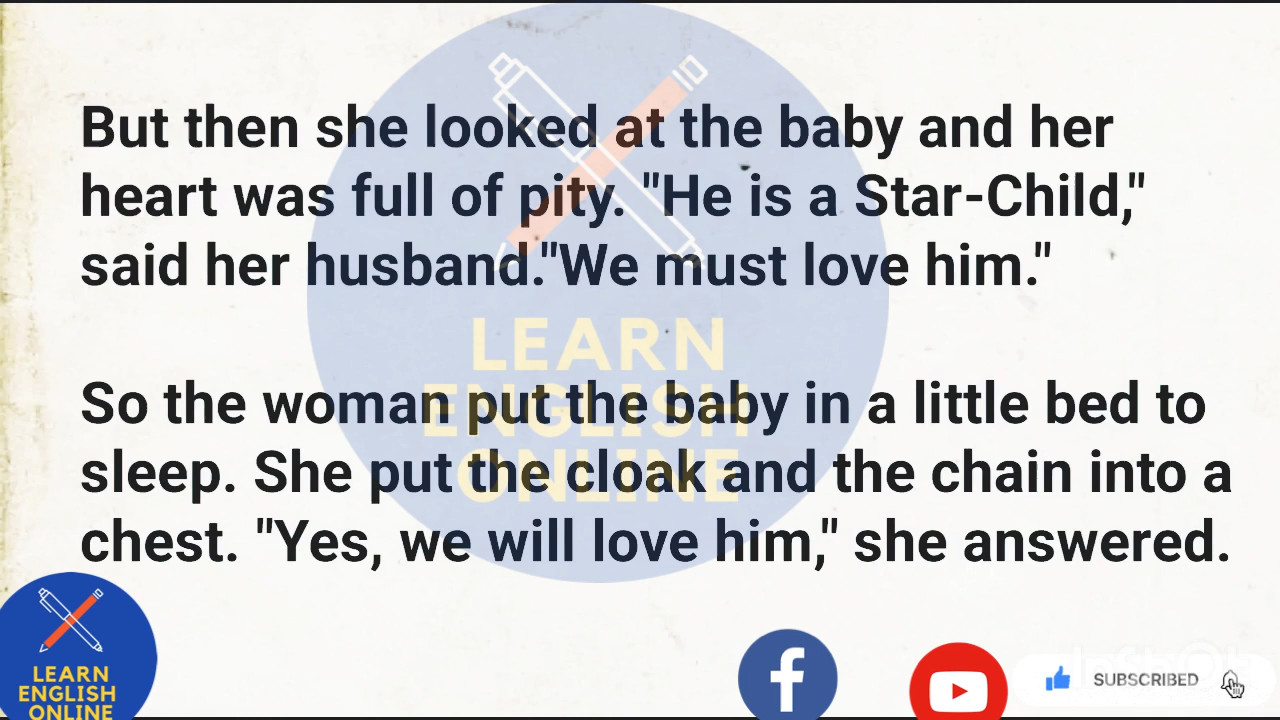 But then she looked at the baby and her
heart was full of pity. "He is a Star-Child,"
said her husband."We must love him."
So the woman put the baby in a little bed to
sleep. She put the cloak and the chain into a
chest. "Yes, we will love him," she answered.
LEARN
ENGLISH
ONLINE
LEARN
ENGLISH
ONLINE
SUBSCRIBED